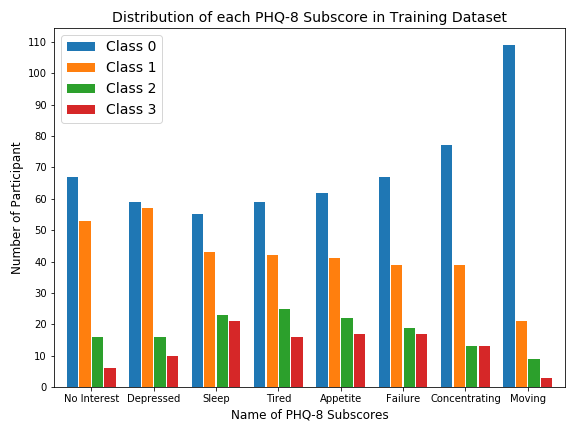 Distribution of each PHQ-8 Subscore in Training Dataset
Class 0
Class 1
Class 2
Class 3
Number of Participant
110
100
90
80
70
60
50
40
30
20
10
0
No Interest Depressed Sleep Tired Appetite Failure Concentrating Moving
Name of PHQ-8 Subscores